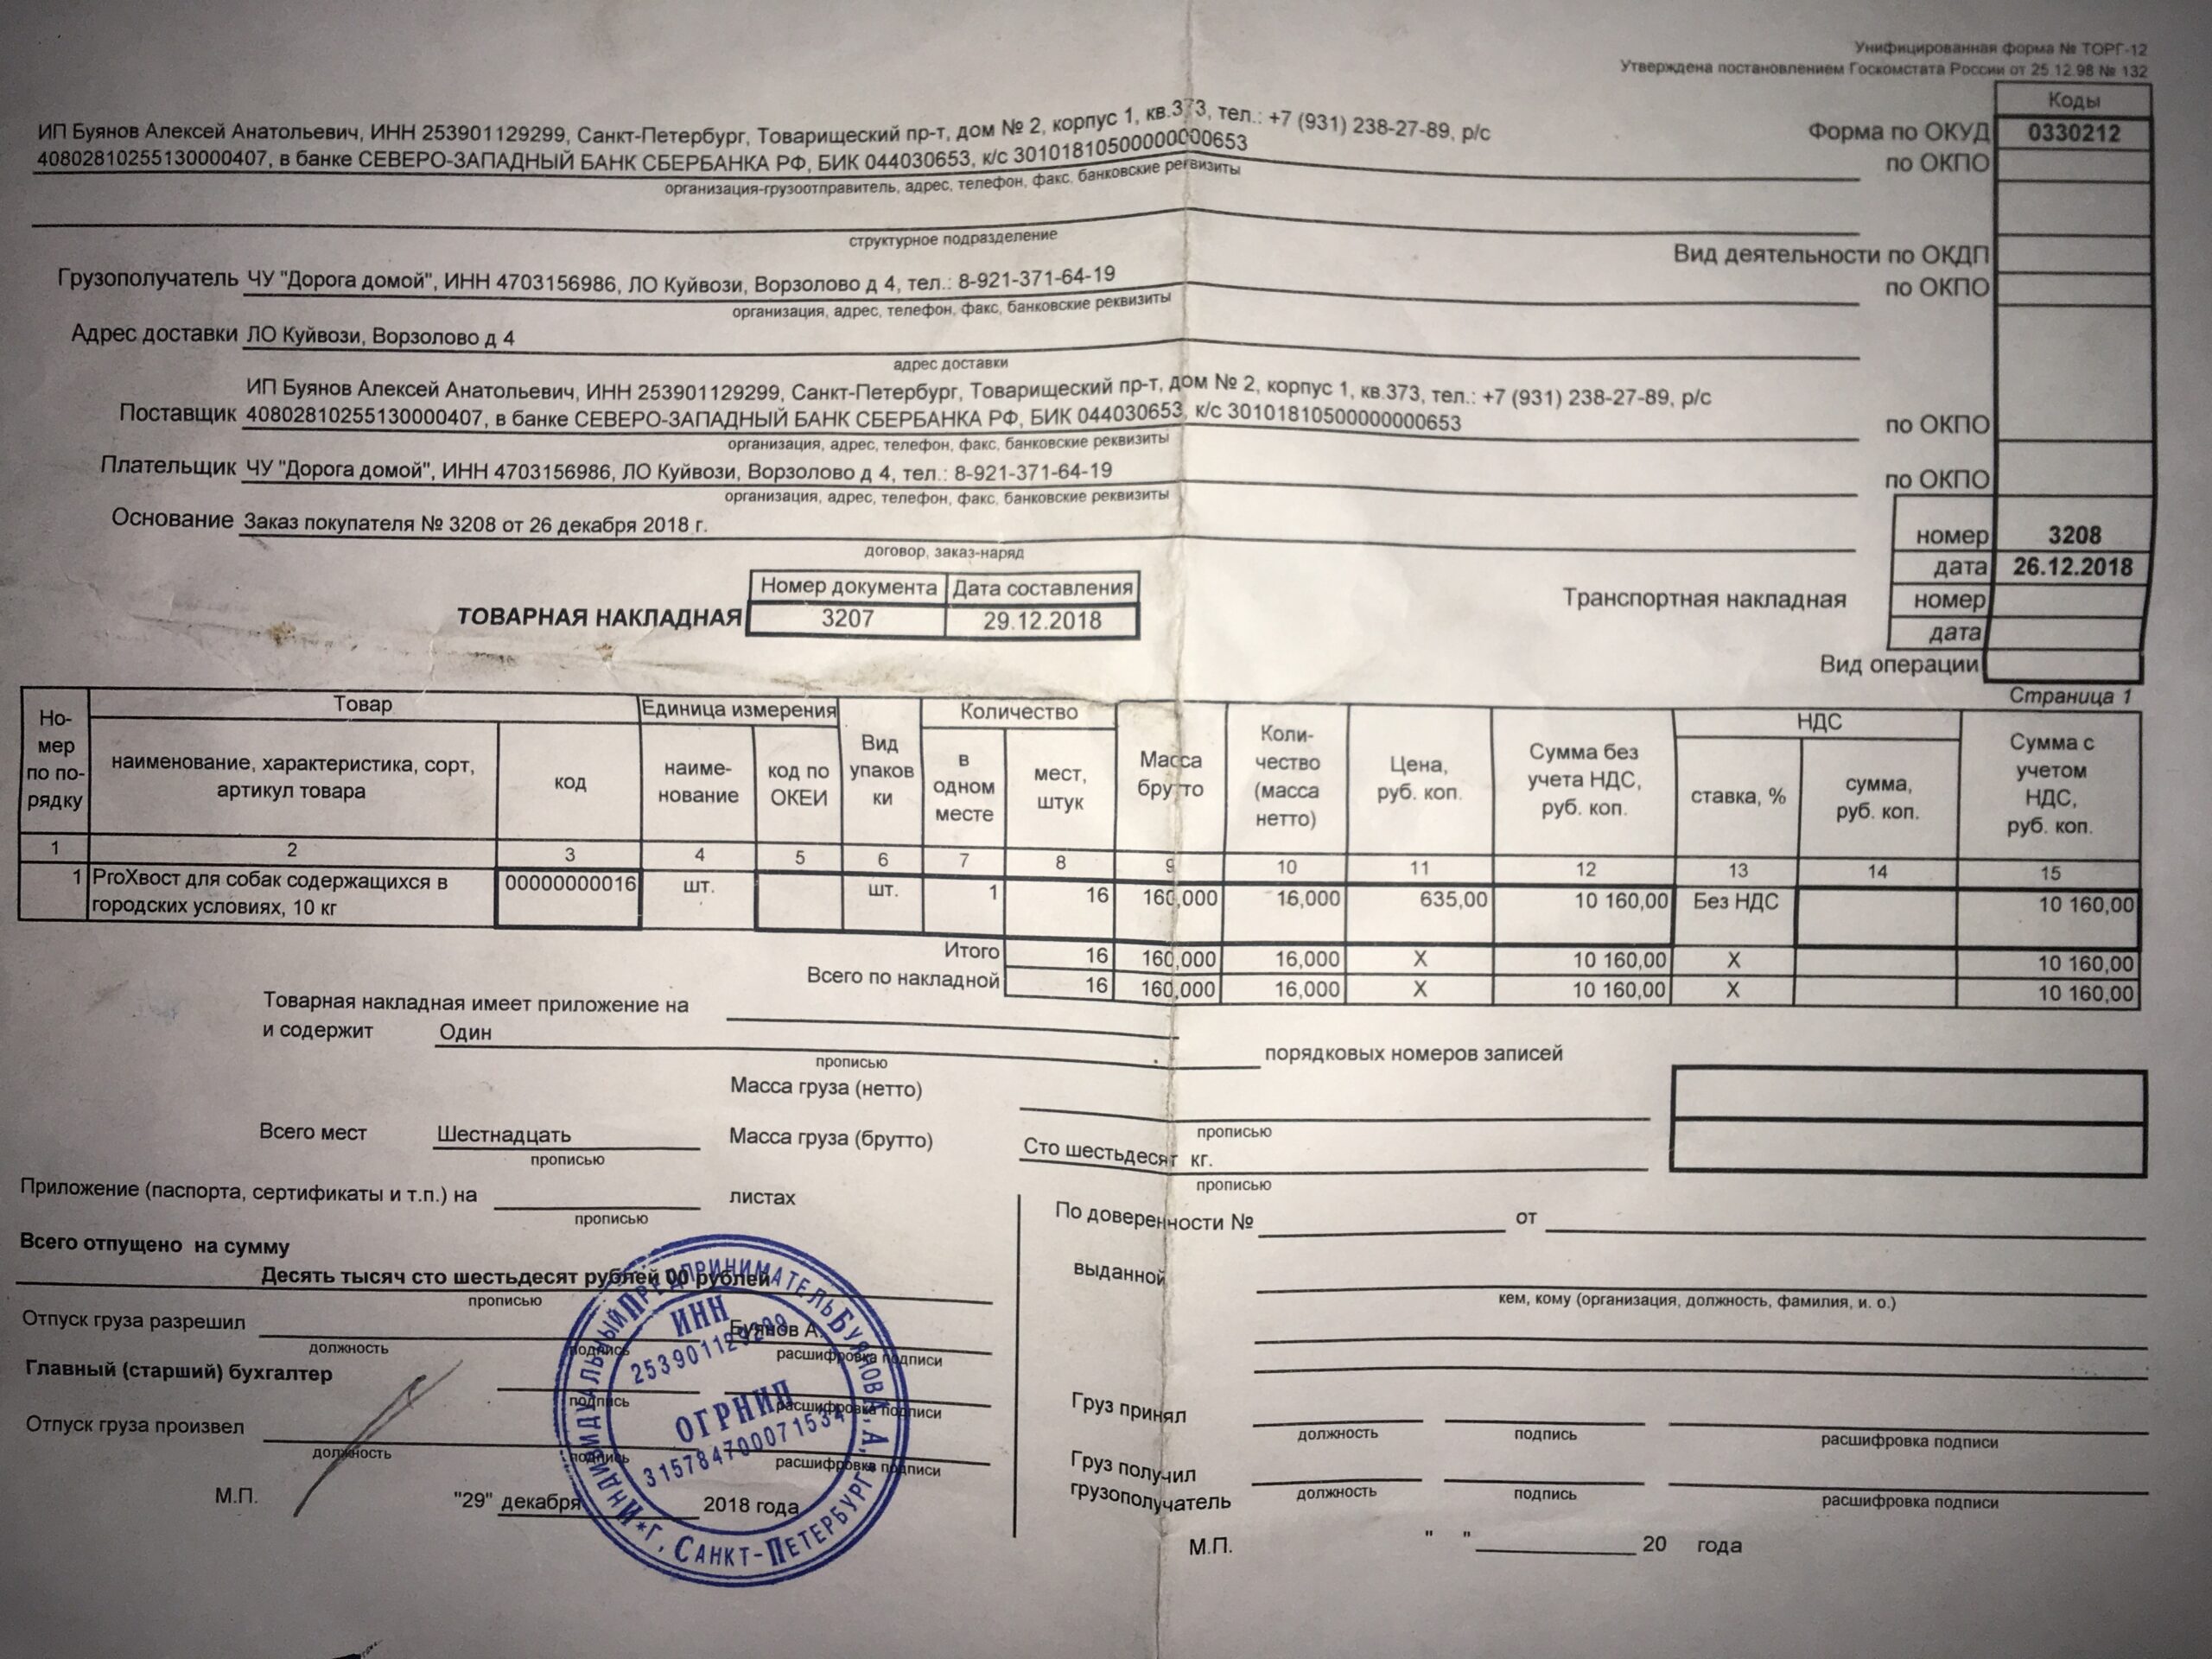 Унифицированная форма № ТОРГ-12
Утверждена постановлением Госкомстата России от 25.12.98 № 132
Коды
Форма по ОКУД 0330212
ИП Буянов Алексей Анатольевич, ИНН 253901129299, Санкт-Петербург, Товарищеский пр-т, дом № 2, корпус 1, кв.373, тел.: +7 (931) 238-27-89, р/с
40802810255130000407, в банке СЕВЕРО-ЗАПАДНЫЙ БАНК СБЕРБАНКА РФ, БИК 044030653, к/с 30101810500000000653
по ОКПО
организация-грузоотправитель, адрес, телефон, факс, банковские реквизиты
структурное подразделение
Вид деятельности по ОКДП
Грузополучатель ЧУ "Дорога домой", ИНН 4703156986, ЛО Куйвози, Ворзолово д 4, тел.: 8-921-371-64-19
по ОКПО
организация, адрес, телефон, факс, банковские реквизиты
Адрес доставки ЛО Куйвози, Ворзолово д 4
адрес доставки
ИП Буянов Алексей Анатольевич, ИНН 253901129299, Санкт-Петербург, Товарищеский пр-т, дом № 2, корпус 1, кв.373, тел.: +7 (931) 238-27-89, р/с
Поставщик 40802810255130000407, в банке СЕВЕРО-ЗАПАДНЫЙ БАНК СБЕРБАНКА РФ, БИК 044030653, к/с 30101810500000000653
по ОКПО
организация, адрес, телефон, факс, банковские реквизиты
Плательщик ЧУ "Дорога домой", ИНН 4703156986, ЛО Куйвози, Ворзолово д 4, тел.: 8-921-371-64-19
по ОКПО
организация, адрес, телефон, факс, банковские реквизиты
Основание Заказ покупателя № 3208 от 26 декабря 2018 г.
договор, заказ-наряд
номер 3208
дата 26.12.2018
Транспортная накладная номер
дата
Вид операции
Номер документа Дата составления
ТОВАРНАЯ НАКЛАДНАЯ 3207 29.12.2018
Страница 1
Но-
мер
по по-
рядку
Товар
наименование, характеристика, сорт,
артикул товара
код
Единица измерения
наиме-
нование
код по
ОКЕИ
Вид
упаков
ки
Количество
в
одном
месте
мест,
штук
Масса
брутто
Коли-
чество
(масса
нетто)
Цена,
руб. коп.
Сумма без
учета НДС,
руб. коп.
НДС
ставка, %
сумма,
руб. коп.
Сумма с
учетом
НДС,
руб. коп.
1 2 3 4 5 6 7 8 9 10 11 12 13 14 15
1 ProХвост для собак содержащихся в
городских условиях, 10 кг
00000000016 шт. шт. 1 16 160,000 16,000 635,00 10 160,00 Без НДС 10 160,00
Итого 16 160,000 16,000 X 10 160,00 X 10 160,00
Всего по накладной 16 160,000 16,000 X 10 160,00 X 10 160,00
Товарная накладная имеет приложение на
и содержит Один
порядковых номеров записей
прописью
Масса груза (нетто)
прописью
Всего мест Шестнадцать Масса груза (брутто) Сто шестьдесят кг.
прописью прописью
Приложение (паспорта, сертификаты и т.п.) на листах
прописью
Всего отпущено на сумму
Десять тысяч сто шестьдесят рублей 00 рублей
прописью
Отпуск груза разрешил Буянов А.
должность подпись расшифровка подписи
Главный (старший) бухгалтер
подпись расшифровка подписи
Отпуск груза произвел
должность подпись расшифровка подписи
М.П. "29" декабря 2018 года
По доверенности № от
выданной
кем, кому (организация, должность, фамилия, и. о.)
Груз принял
должность подпись расшифровка подписи
Груз получил
грузополучатель
должность подпись расшифровка подписи
М.П. " " 20 года
Индивидуальный Предприниматель Буянов А. А.
* г. Санкт-Петербург *
ИНН
253901129299
ОГРНИП